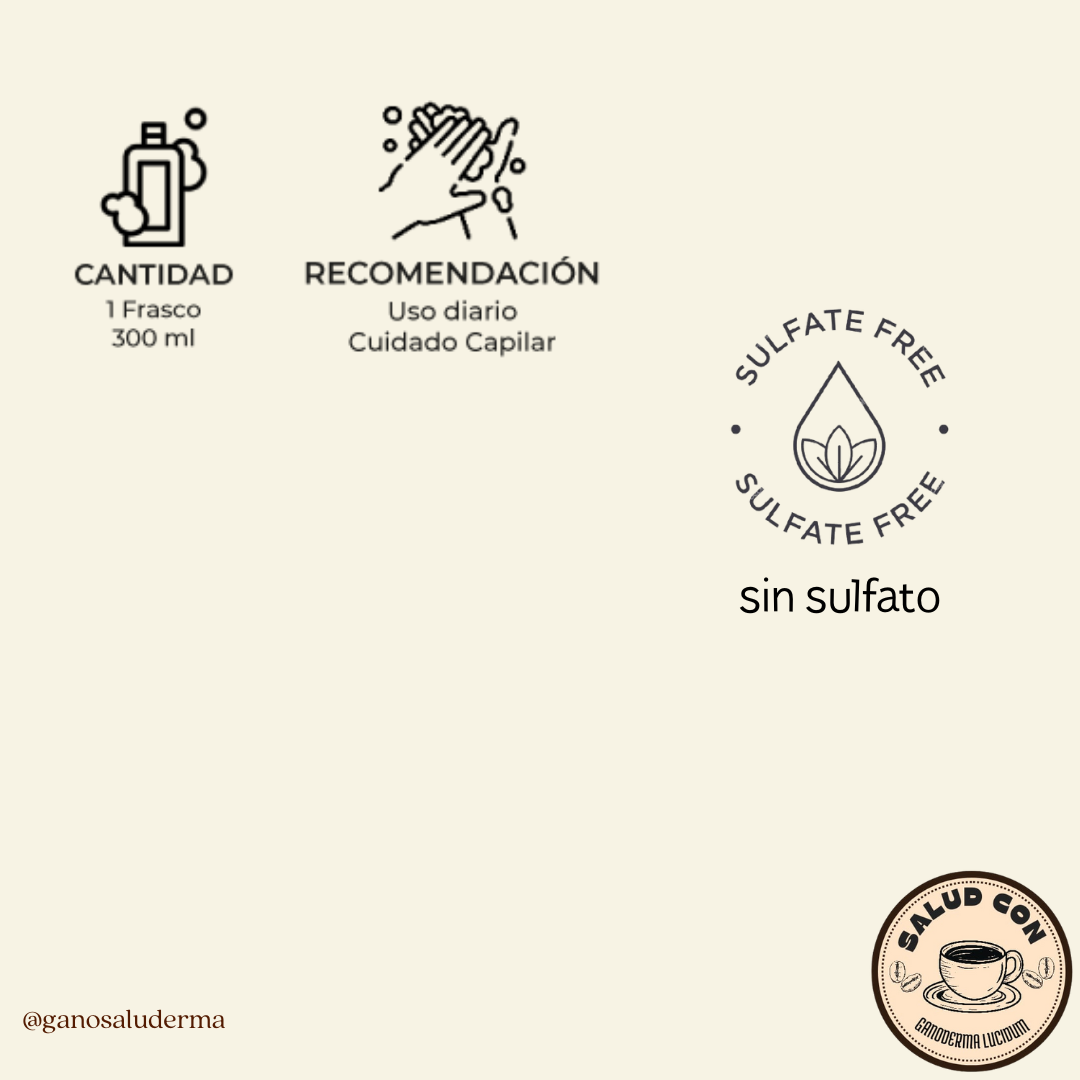 CANTIDAD
1 Frasco
300 ml
RECOMENDACIÓN
Uso diario
Cuidado Capilar
SULFATE FREE
SULFATE FREE
sin sulfato
SALUD CON
GANODERMA LUCIDUM
@ganosaluderma